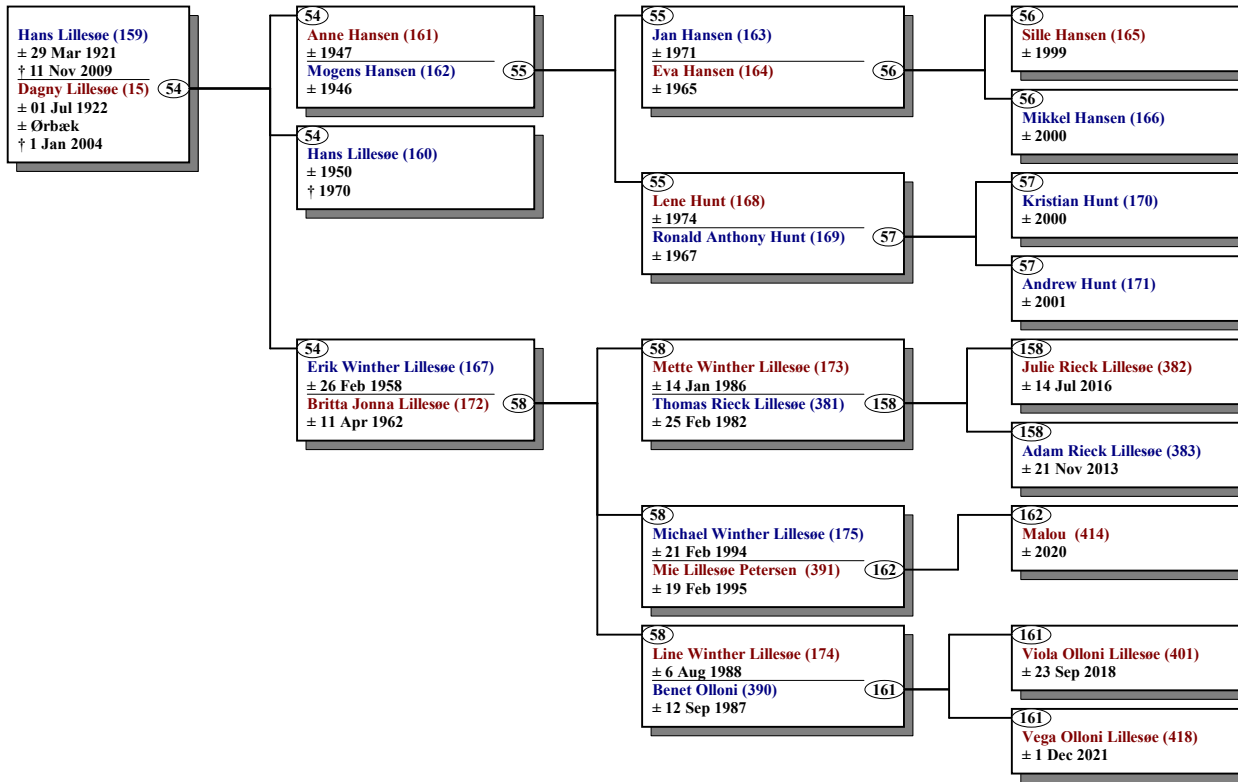 Hans Lillesøe (159)
± 29 Mar 1921
† 11 Nov 2009
Dagny Lillesøe (15)
54
± 01 Jul 1922
± Ørbæk
† 1 Jan 2004
54
Anne Hansen (161)
± 1947
Mogens Hansen (162)
55
± 1946
54
Hans Lillesøe (160)
± 1950
† 1970
54
Erik Winther Lillesøe (167)
± 26 Feb 1958
Britta Jonna Lillesøe (172)
58
± 11 Apr 1962
55
Jan Hansen (163)
± 1971
Eva Hansen (164)
56
± 1965
55
Lene Hunt (168)
± 1974
Ronald Anthony Hunt (169)
57
± 1967
58
Mette Winther Lillesøe (173)
± 14 Jan 1986
Thomas Rieck Lillesøe (381)
158
± 25 Feb 1982
58
Michael Winther Lillesøe (175)
± 21 Feb 1994
Mie Lillesøe Petersen (391)
162
± 19 Feb 1995
58
Line Winther Lillesøe (174)
± 6 Aug 1988
Benet Olloni (390)
161
± 12 Sep 1987
56
Sille Hansen (165)
± 1999
56
Mikkel Hansen (166)
± 2000
57
Kristian Hunt (170)
± 2000
57
Andrew Hunt (171)
± 2001
158
Julie Rieck Lillesøe (382)
± 14 Jul 2016
158
Adam Rieck Lillesøe (383)
± 21 Nov 2013
162
Malou (414)
± 2020
161
Viola Olloni Lillesøe (401)
± 23 Sep 2018
161
Vega Olloni Lillesøe (418)
± 1 Dec 2021